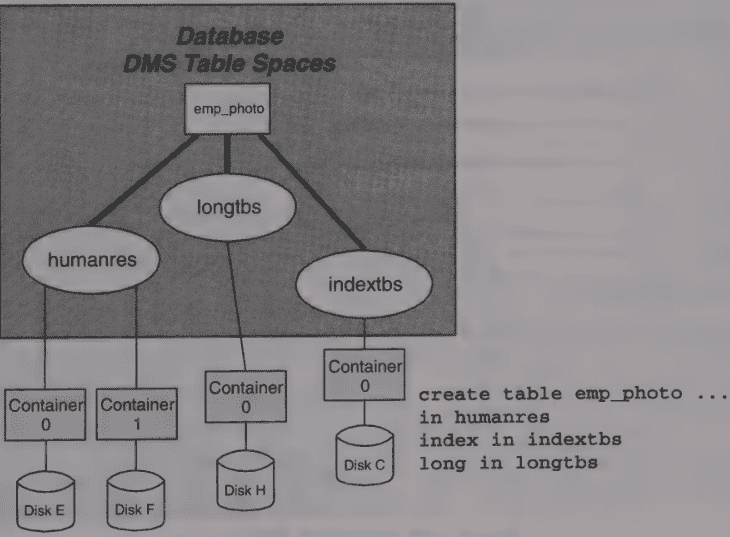 Database
DMS Table Spaces
emp_photo
longtbs
humanres
indextbs
Container
0
Container
1
Container
0
Container
0
create table emp_photo ...
in humanres
index in indextbs
long in longtbs
Disk E
Disk F
Disk H
Disk C